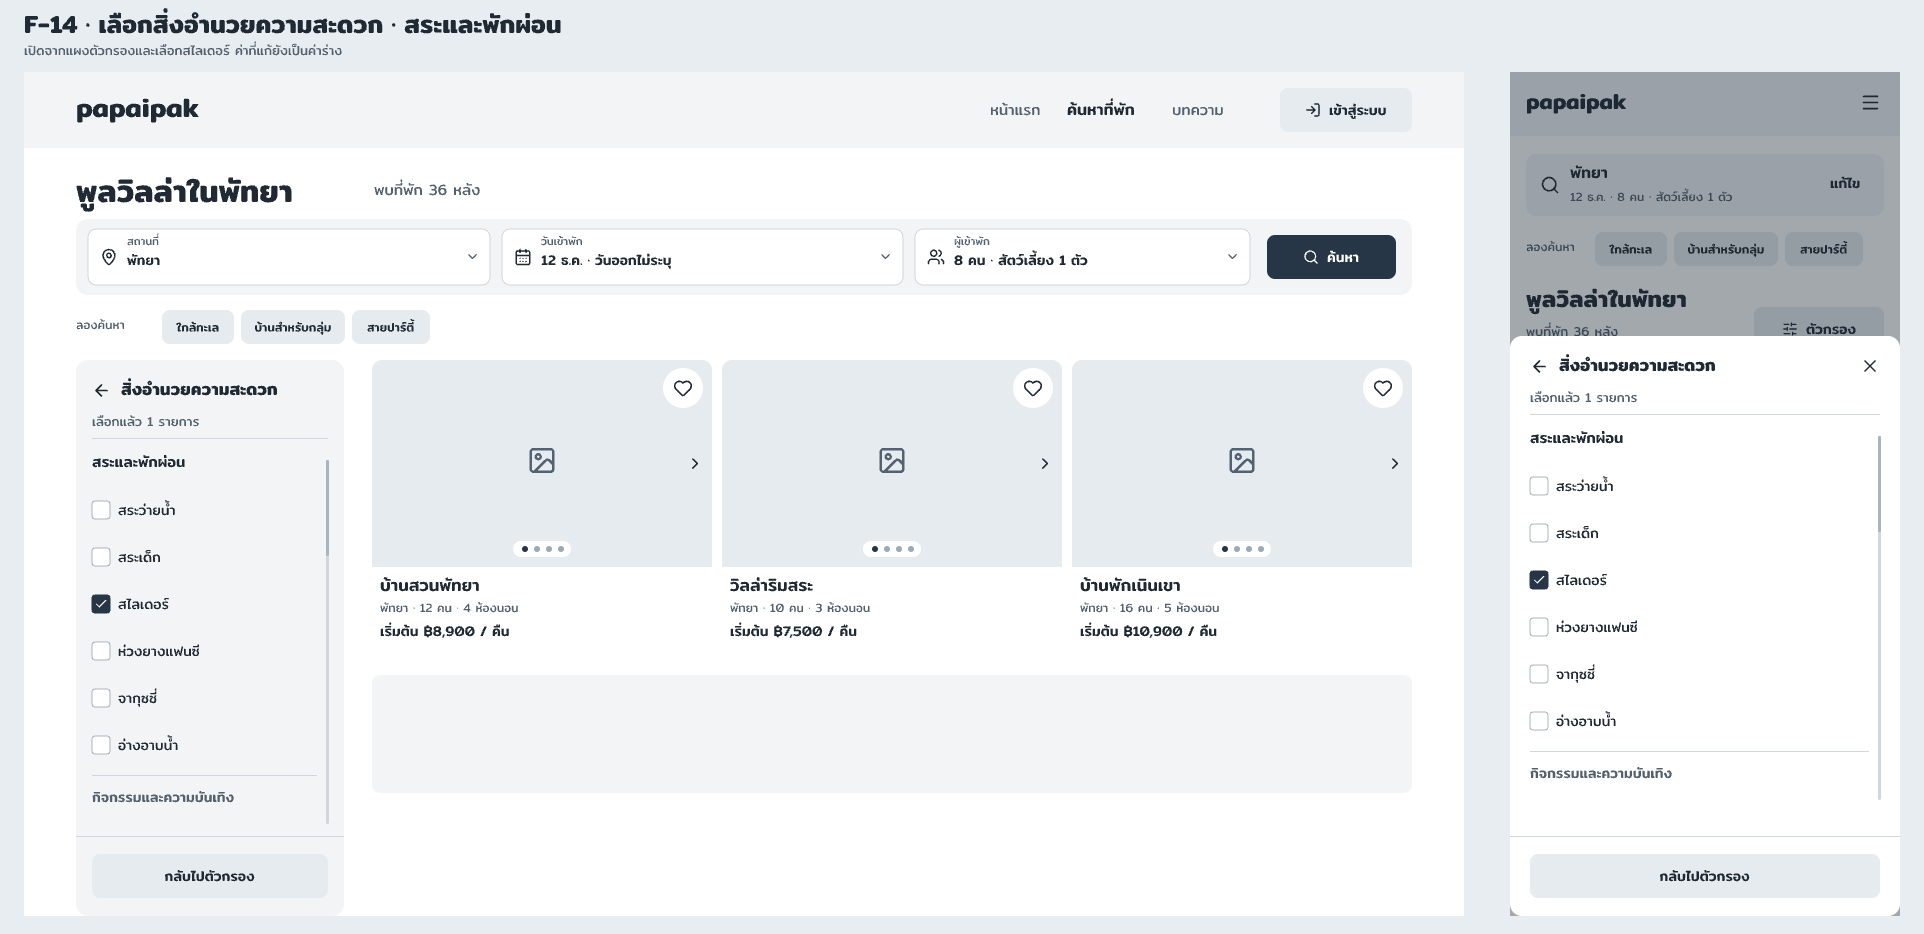 F-14 · เลือกสิ่งอำนวยความสะดวก · สระและพักผ่อน
เปิดจากแผงตัวกรองและเลือกสไลเดอร์ ค่าที่แก้ยังเป็นค่าร่าง
papaipak
หน้าแรก
ค้นหาที่พัก
บทความ
เข้าสู่ระบบ
พูลวิลล่าในพัทยา
พบที่พัก 36 หลัง
สถานที่
พัทยา
วันเข้าพัก
12 ธ.ค. · วันออกไม่ระบุ
ผู้เข้าพัก
8 คน · สัตว์เลี้ยง 1 ตัว
ค้นหา
ลองค้นหา
ใกล้ทะเล
บ้านสำหรับกลุ่ม
สายปาร์ตี้
สิ่งอำนวยความสะดวก
เลือกแล้ว 1 รายการ
สระและพักผ่อน
สระว่ายน้ำ
สระเด็ก
สไลเดอร์
ห่วงยางแฟนซี
จากุซซี่
อ่างอาบน้ำ
กิจกรรมและความบันเทิง
กลับไปตัวกรอง
บ้านสวนพัทยา
พัทยา · 12 คน · 4 ห้องนอน
เริ่มต้น ฿8,900 / คืน
วิลล่าริมสระ
พัทยา · 10 คน · 3 ห้องนอน
เริ่มต้น ฿7,500 / คืน
บ้านพักเนินเขา
พัทยา · 16 คน · 5 ห้องนอน
เริ่มต้น ฿10,900 / คืน
papaipak
พัทยา
12 ธ.ค. · 8 คน · สัตว์เลี้ยง 1 ตัว
แก้ไข
ลองค้นหา
ใกล้ทะเล
บ้านสำหรับกลุ่ม
สายปาร์ตี้
พูลวิลล่าในพัทยา
พบที่พัก 36 หลัง
ตัวกรอง
สิ่งอำนวยความสะดวก
เลือกแล้ว 1 รายการ
สระและพักผ่อน
สระว่ายน้ำ
สระเด็ก
สไลเดอร์
ห่วงยางแฟนซี
จากุซซี่
อ่างอาบน้ำ
กิจกรรมและความบันเทิง
กลับไปตัวกรอง